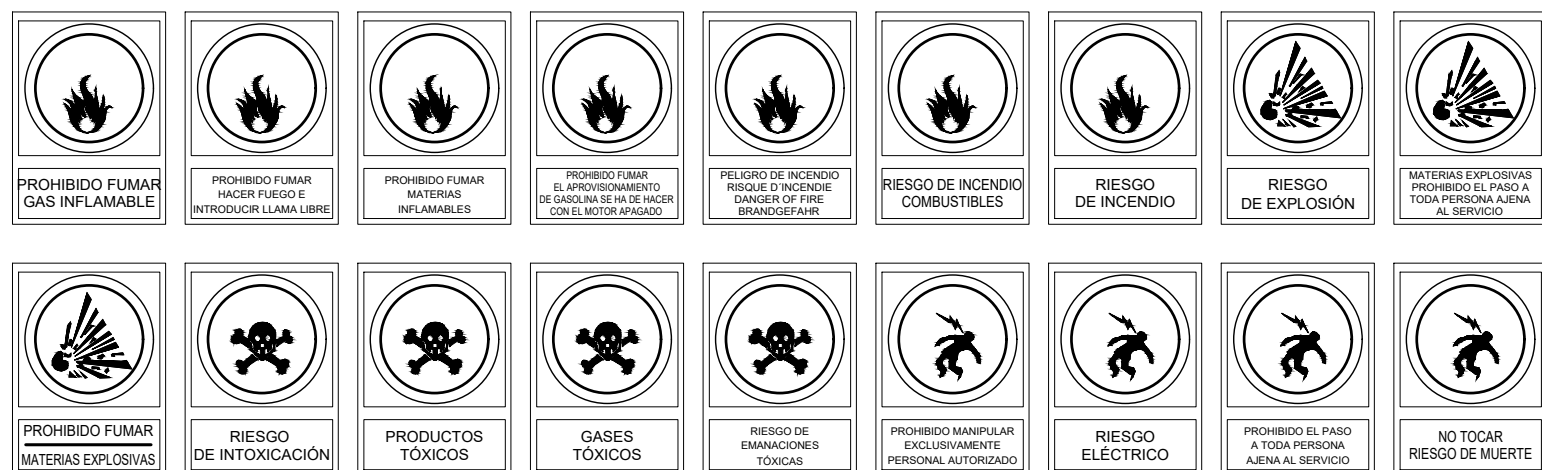 PROHIBIDO FUMAR
GAS INFLAMABLE
PROHIBIDO FUMAR
HACER FUEGO E
INTRODUCIR LLAMA LIBRE
PROHIBIDO FUMAR
MATERIAS
INFLAMABLES
PROHIBIDO FUMAR
EL APROVISIONAMIENTO
DE GASOLINA SE HA DE HACER
CON EL MOTOR APAGADO
PELIGRO DE INCENDIO
RISQUE D´INCENDIE
DANGER OF FIRE
BRANDGEFAHR
RIESGO DE INCENDIO
COMBUSTIBLES
RIESGO
DE INCENDIO
RIESGO
DE EXPLOSIÓN
MATERIAS EXPLOSIVAS
PROHIBIDO EL PASO A
TODA PERSONA AJENA
AL SERVICIO
PROHIBIDO FUMAR
MATERIAS EXPLOSIVAS
RIESGO
DE INTOXICACIÓN
PRODUCTOS
TÓXICOS
GASES
TÓXICOS
RIESGO DE
EMANACIONES
TÓXICAS
PROHIBIDO MANIPULAR
EXCLUSIVAMENTE
PERSONAL AUTORIZADO
RIESGO
ELÉCTRICO
PROHIBIDO EL PASO
A TODA PERSONA
AJENA AL SERVICIO
NO TOCAR
RIESGO DE MUERTE